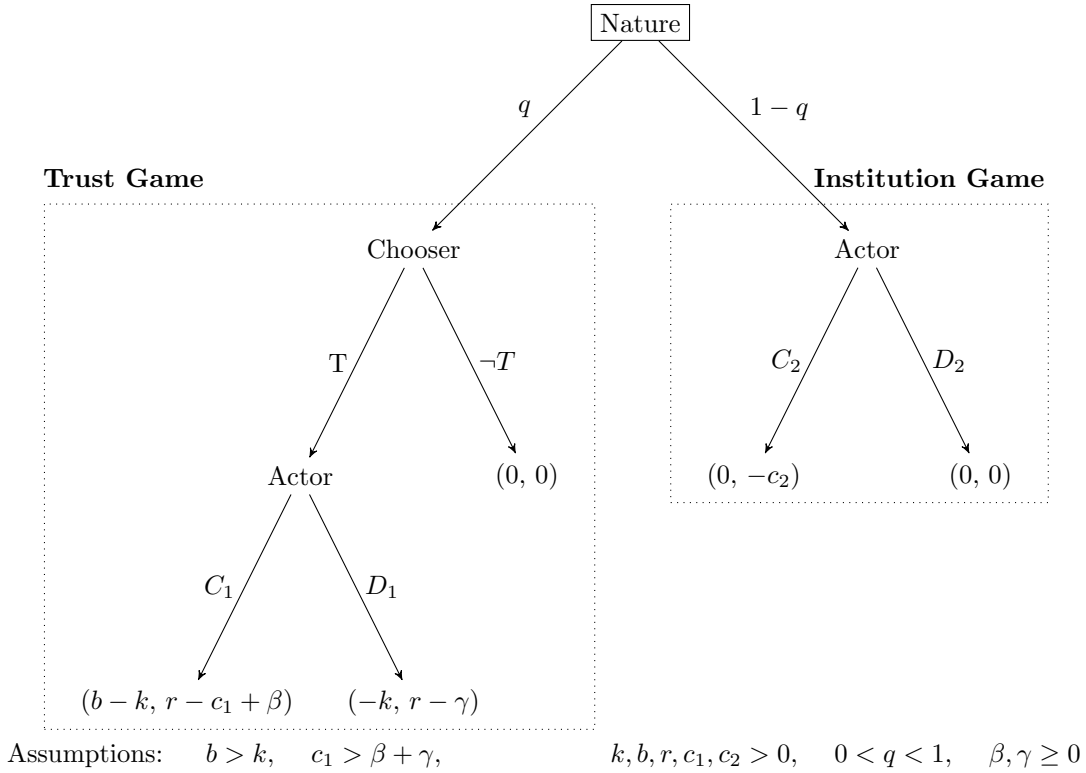 Nature
q 1 − q
Trust Game Institution Game
Chooser Actor
T ¬T C₂ D₂
Actor (0, 0) (0, −c₂) (0, 0)
C₁ D₁
(b − k, r − c₁ + β) (−k, r − γ)
Assumptions: b > k, c₁ > β + γ, k, b, r, c₁, c₂ > 0, 0 < q < 1, β, γ ≥ 0